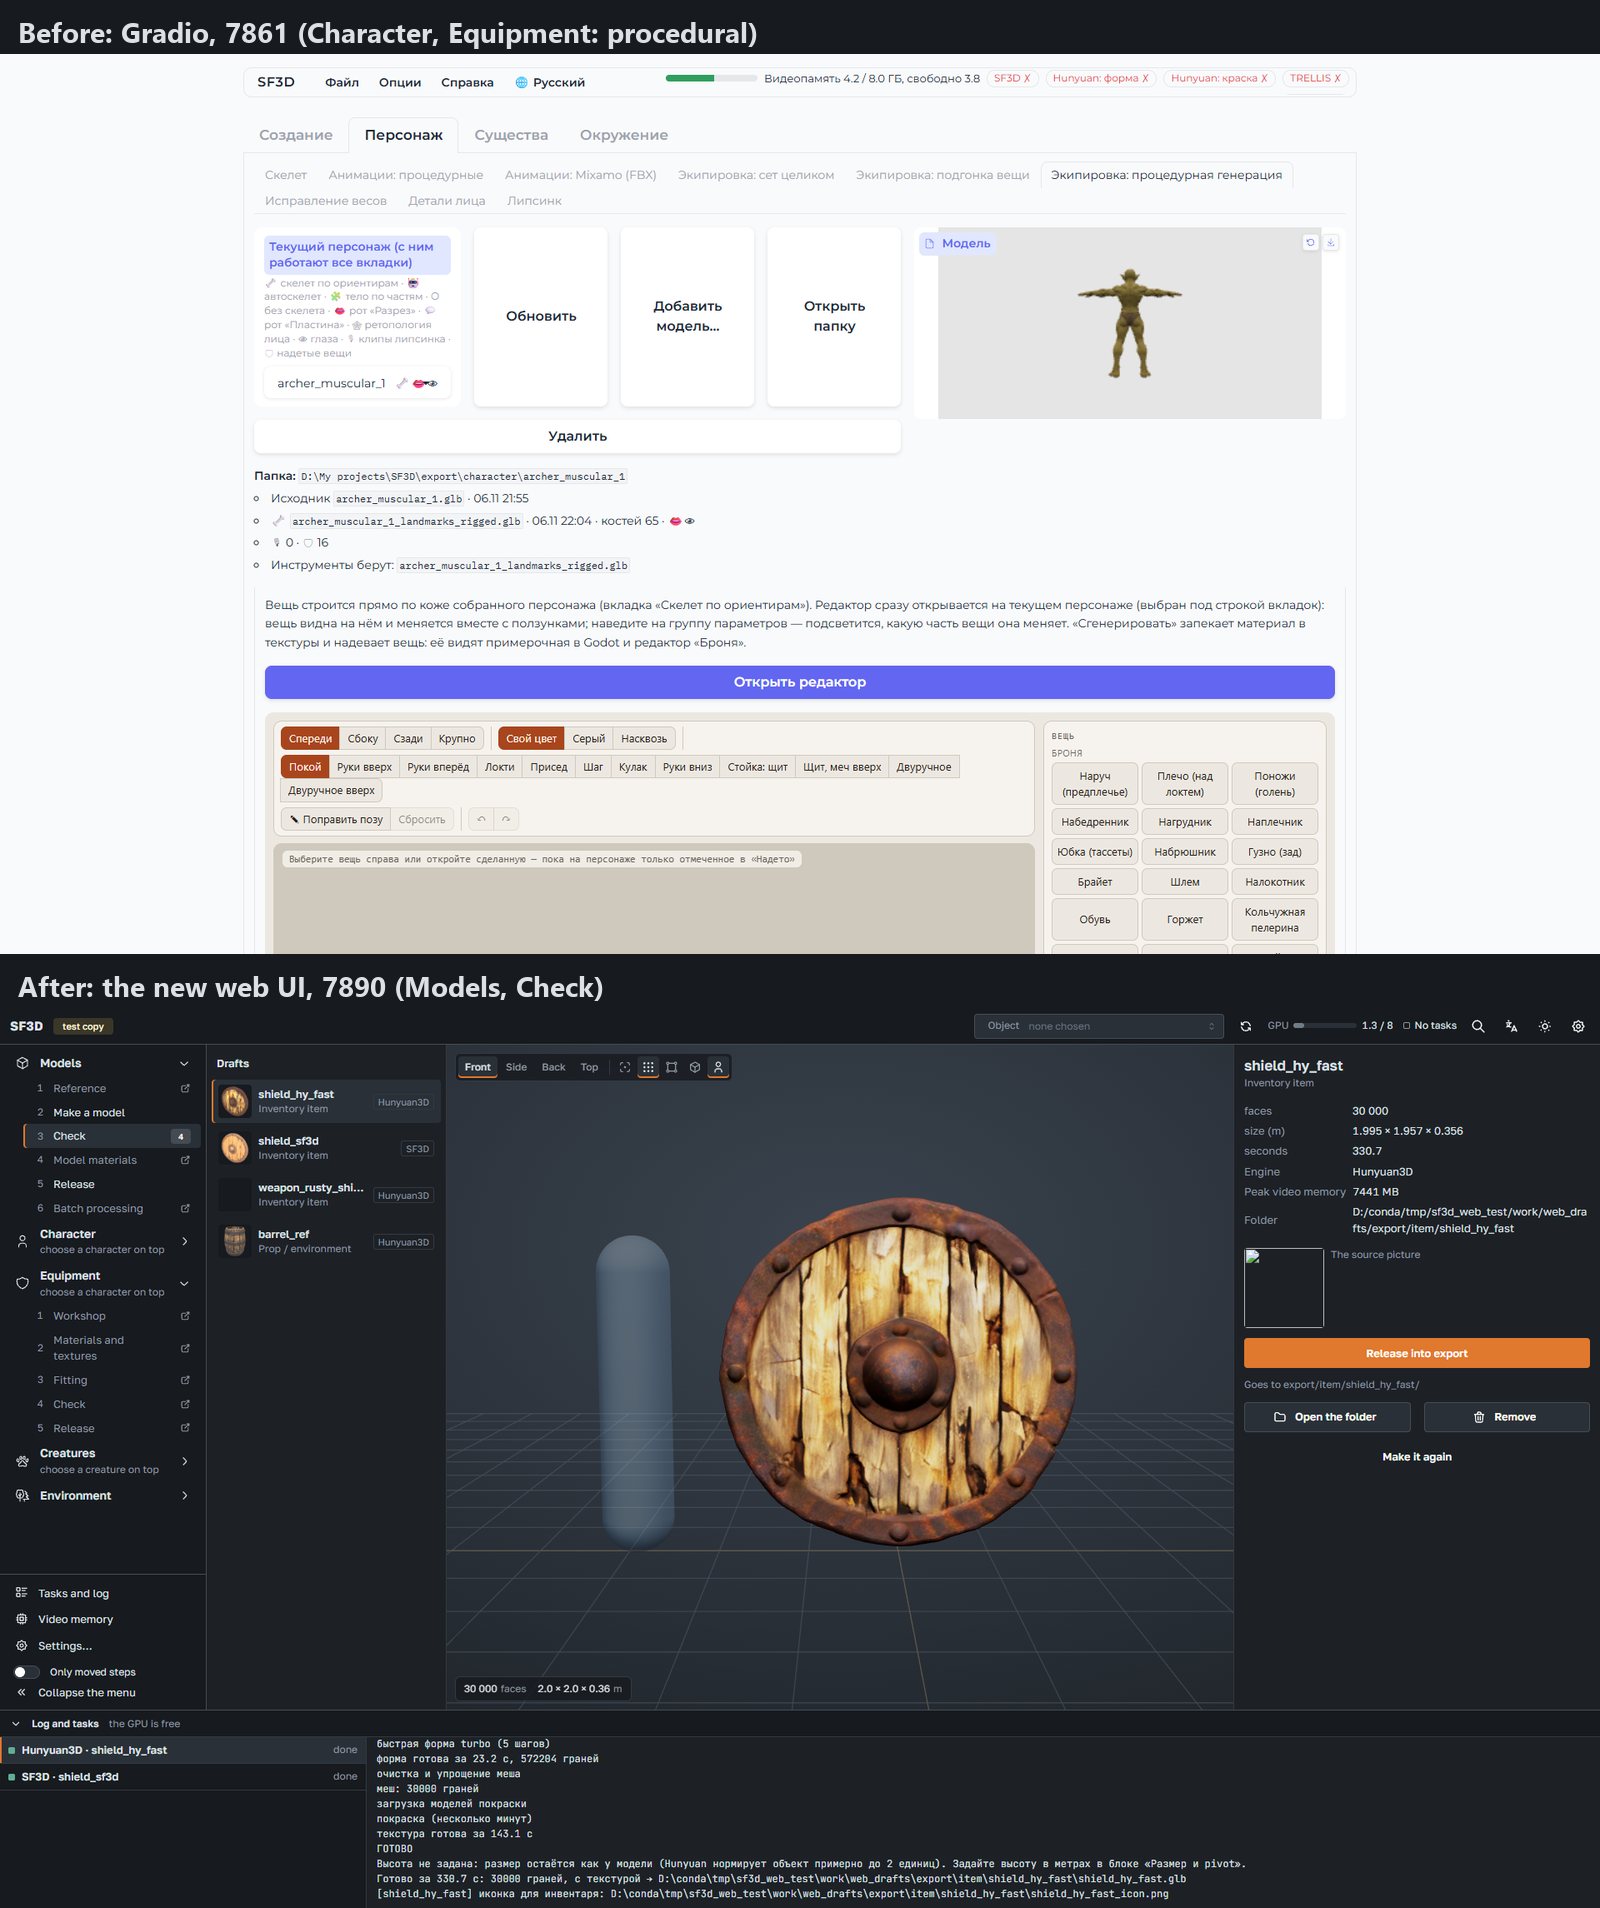 Before: Gradio, 7861 (Character, Equipment: procedural)
SF3D Файл Опции Справка Русский Видеопамять 4.2 / 8.0 ГБ, свободно 3.8 SF3D ✗ Hunyuan: форма ✗ Hunyuan: краска ✗ TRELLIS ✗
Создание Персонаж Существа Окружение
Скелет Анимации: процедурные Анимации: Mixamo (FBX) Экипировка: сет целиком Экипировка: подгонка вещи Экипировка: процедурная генерация
Исправление весов Детали лица Липсинк
Текущий персонаж (с ним
работают все вкладки)
скелет по ориентирам ·
автоскелет · тело по частям ·
без скелета · рот «Разрез» ·
рот «Пластина» · ретопология
лица · глаза · клипы липсинка ·
надетые вещи
archer_muscular_1
Обновить
Добавить
модель...
Открыть
папку
Модель
Удалить
Папка: D:\My projects\SF3D\export\character\archer_muscular_1
Исходник archer_muscular_1.glb · 06.11 21:55
archer_muscular_1_landmarks_rigged.glb · 06.11 22:04 · костей 65 ·
0 · 16
Инструменты берут: archer_muscular_1_landmarks_rigged.glb
Вещь строится прямо по коже собранного персонажа (вкладка «Скелет по ориентирам»). Редактор сразу открывается на текущем персонаже (выбран под строкой вкладок):
вещь видна на нём и меняется вместе с ползунками; наведите на группу параметров — подсветится, какую часть вещи она меняет. «Сгенерировать» запекает материал в
текстуры и надевает вещь: её видят примерочная в Godot и редактор «Броня».
Открыть редактор
Спереди Сбоку Сзади Крупно Свой цвет Серый Насквозь
Покой Руки вверх Руки вперёд Локти Присед Шаг Кулак Руки вниз Стойка: щит Щит, меч вверх Двуручное
Двуручное вверх
Поправить позу Сбросить
Выберите вещь справа или откройте сделанную — пока на персонаже только отмеченное в «Надето»
ВЕЩЬ
БРОНЯ
Наруч
(предплечье)
Плечо (над
локтем)
Поножи
(голень)
Набедренник Нагрудник Наплечник
Юбка (тассеты) Набрюшник Гузно (зад)
Брайет Шлем Налокотник
Обувь Горжет
Кольчужная
пелерина
After: the new web UI, 7890 (Models, Check)
SF3D test copy Object none chosen GPU 1.3 / 8 No tasks
Models
1 Reference
2 Make a model
3 Check 4
4 Model materials
5 Release
6 Batch processing
Character
choose a character on top
Equipment
choose a character on top
1 Workshop
2 Materials and
textures
3 Fitting
4 Check
5 Release
Creatures
choose a creature on top
Environment
Tasks and log
Video memory
Settings...
Only moved steps
Collapse the menu
Drafts
shield_hy_fast
Inventory item
Hunyuan3D
shield_sf3d
Inventory item
SF3D
weapon_rusty_shi...
Inventory item
Hunyuan3D
barrel_ref
Prop / environment
Hunyuan3D
Front Side Back Top
30 000 faces 2.0 × 2.0 × 0.36 m
shield_hy_fast
Inventory item
faces 30 000
size (m) 1.995 × 1.957 × 0.356
seconds 330.7
Engine Hunyuan3D
Peak video memory 7441 MB
Folder D:/conda/tmp/sf3d_web_test/work/web_dra
fts/export/item/shield_hy_fast
The source picture
Release into export
Goes to export/item/shield_hy_fast/
Open the folder Remove
Make it again
Log and tasks the GPU is free
Hunyuan3D · shield_hy_fast done
SF3D · shield_sf3d done
быстрая форма turbo (5 шагов)
форма готова за 23.2 с, 572204 граней
очистка и упрощение меша
меш: 30000 граней
загрузка моделей покраски
покраска (несколько минут)
текстура готова за 143.1 с
ГОТОВО
Высота не задана: размер остаётся как у модели (Hunyuan нормирует объект примерно до 2 единиц). Задайте высоту в метрах в блоке «Размер и pivot».
Готово за 330.7 с: 30000 граней, с текстурой → D:\conda\tmp\sf3d_web_test\work\web_drafts\export\item\shield_hy_fast\shield_hy_fast.glb
[shield_hy_fast] иконка для инвентаря: D:\conda\tmp\sf3d_web_test\work\web_drafts\export\item\shield_hy_fast\shield_hy_fast_icon.png